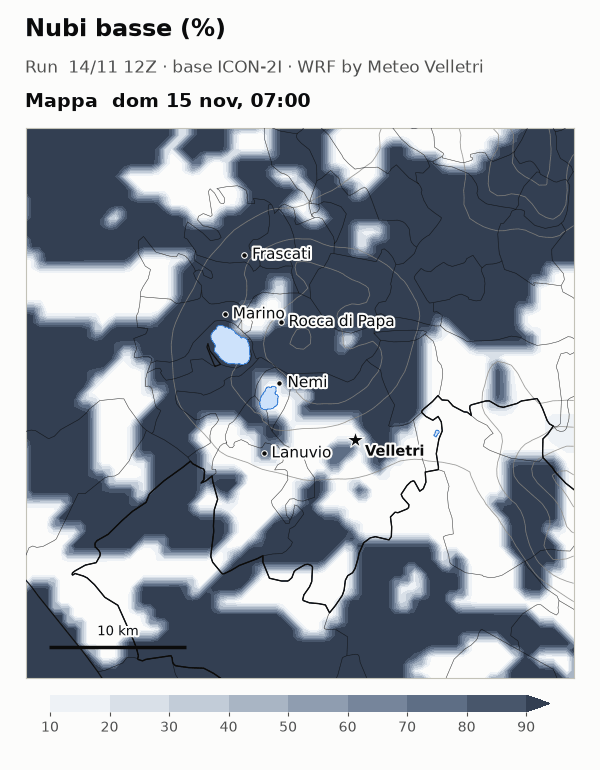 Nubi basse (%)
Run  14/11 12Z · base ICON-2I · WRF by Meteo Velletri
Mappa  dom 15 nov, 07:00
Frascati
Marino
Rocca di Papa
Nemi
Velletri
Lanuvio
10 km
10 20 30 40 50 60 70 80 90